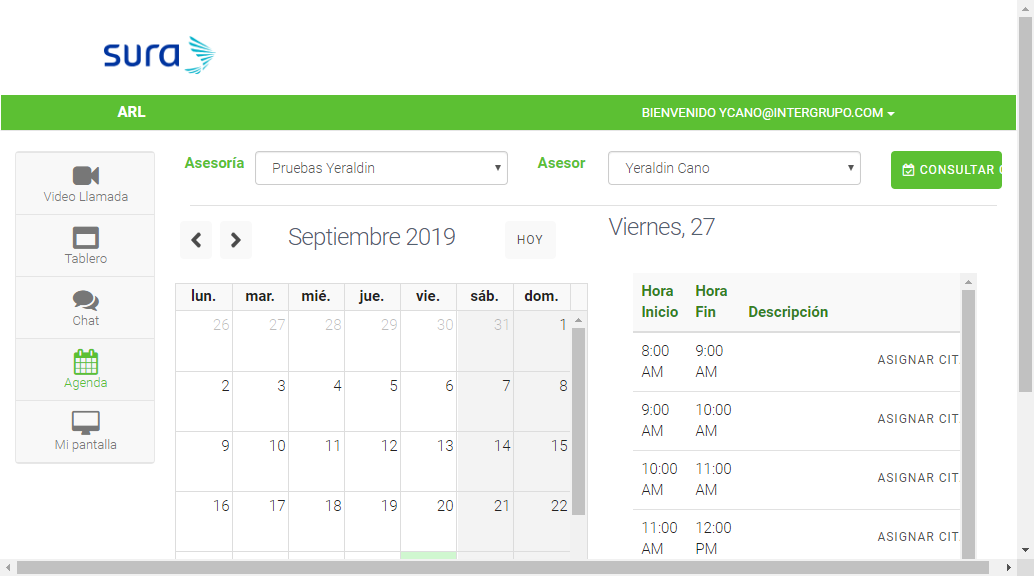 sura
ARL
BIENVENIDO YCANO@INTERGRUPO.COM
Video Llamada
Tablero
Chat
Agenda
Mi pantalla
Asesoría
Pruebas Yeraldin
Asesor
Yeraldin Cano
CONSULTAR
Septiembre 2019
HOY
lun. mar. mié. jue. vie. sáb. dom.
26 27 28 29 30 31 1
2 3 4 5 6 7 8
9 10 11 12 13 14 15
16 17 18 19 20 21 22
Viernes, 27
Hora Hora
Inicio Fin Descripción
8:00 9:00
AM AM ASIGNAR CIT
9:00 10:00
AM AM ASIGNAR CIT
10:00 11:00
AM AM ASIGNAR CIT
11:00 12:00
AM PM ASIGNAR CIT